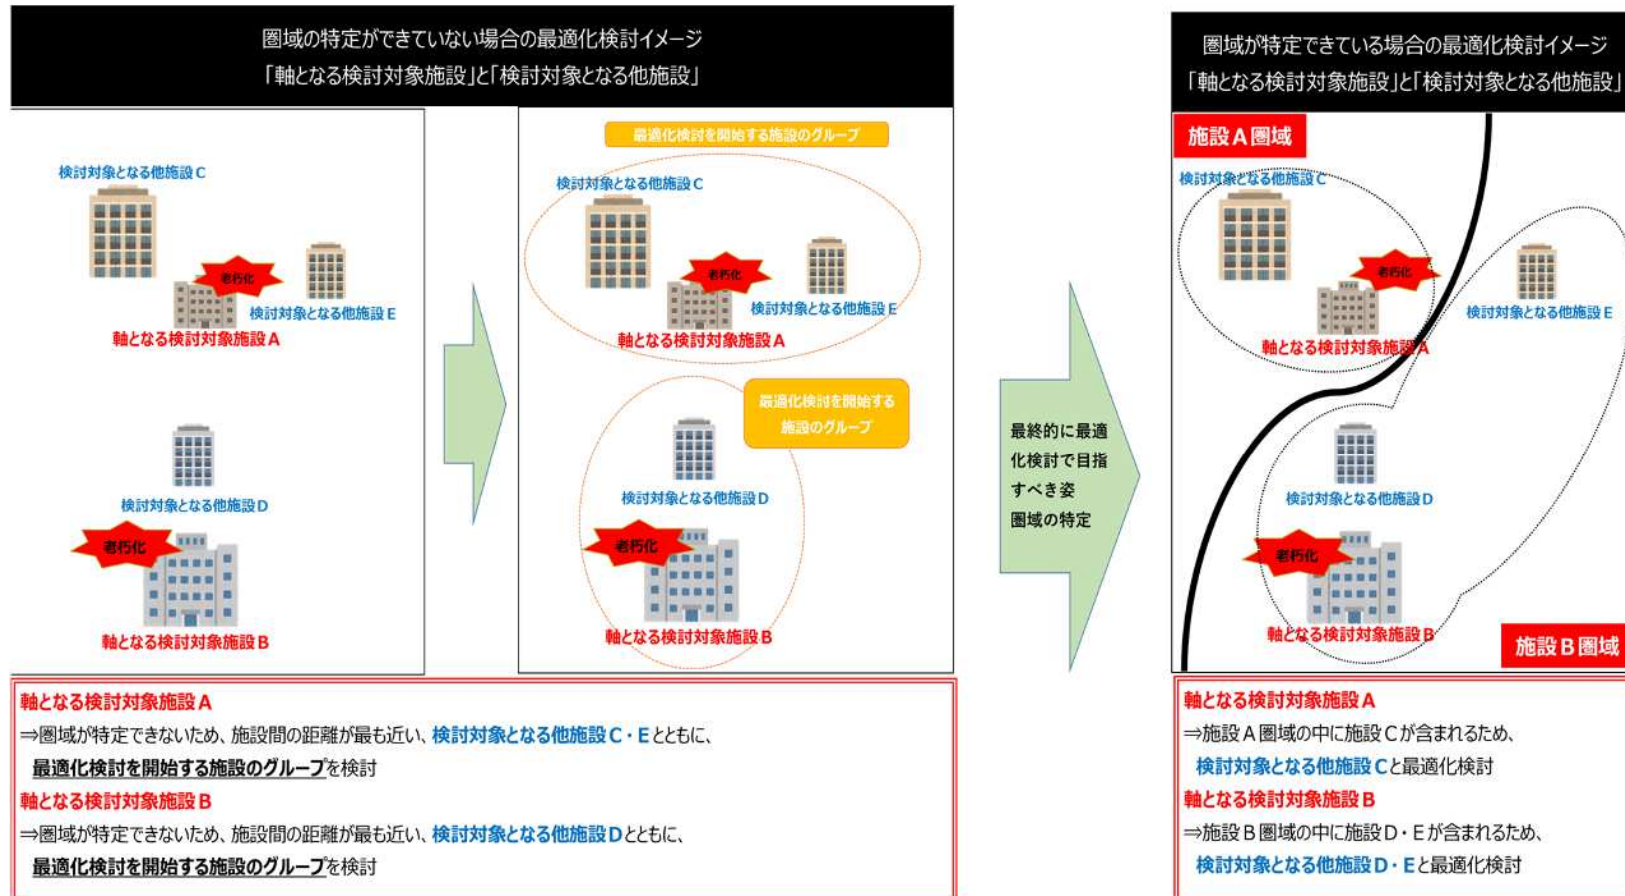 圏域の特定ができていない場合の最適化検討イメージ
「軸となる検討対象施設」と「検討対象となる他施設」
検討対象となる他施設C
老朽化
検討対象となる他施設E
軸となる検討対象施設A
検討対象となる他施設D
老朽化
軸となる検討対象施設B
最適化検討を開始する施設のグループ
検討対象となる他施設C
老朽化
検討対象となる他施設E
軸となる検討対象施設A
最適化検討を開始する
施設のグループ
検討対象となる他施設D
老朽化
軸となる検討対象施設B
軸となる検討対象施設A
⇒圏域が特定できないため、施設間の距離が最も近い、検討対象となる他施設C・Eとともに、
最適化検討を開始する施設のグループを検討
軸となる検討対象施設B
⇒圏域が特定できないため、施設間の距離が最も近い、検討対象となる他施設Dとともに、
最適化検討を開始する施設のグループを検討
最終的に最適
化検討で目指
すべき姿
圏域の特定
圏域が特定できている場合の最適化検討イメージ
「軸となる検討対象施設」と「検討対象となる他施設」
施設A圏域
検討対象となる他施設C
老朽化
検討対象となる他施設E
軸となる検討対象施設A
検討対象となる他施設D
老朽化
軸となる検討対象施設B
施設B圏域
軸となる検討対象施設A
⇒施設A圏域の中に施設Cが含まれるため、
検討対象となる他施設Cと最適化検討
軸となる検討対象施設B
⇒施設B圏域の中に施設D・Eが含まれるため、
検討対象となる他施設D・Eと最適化検討